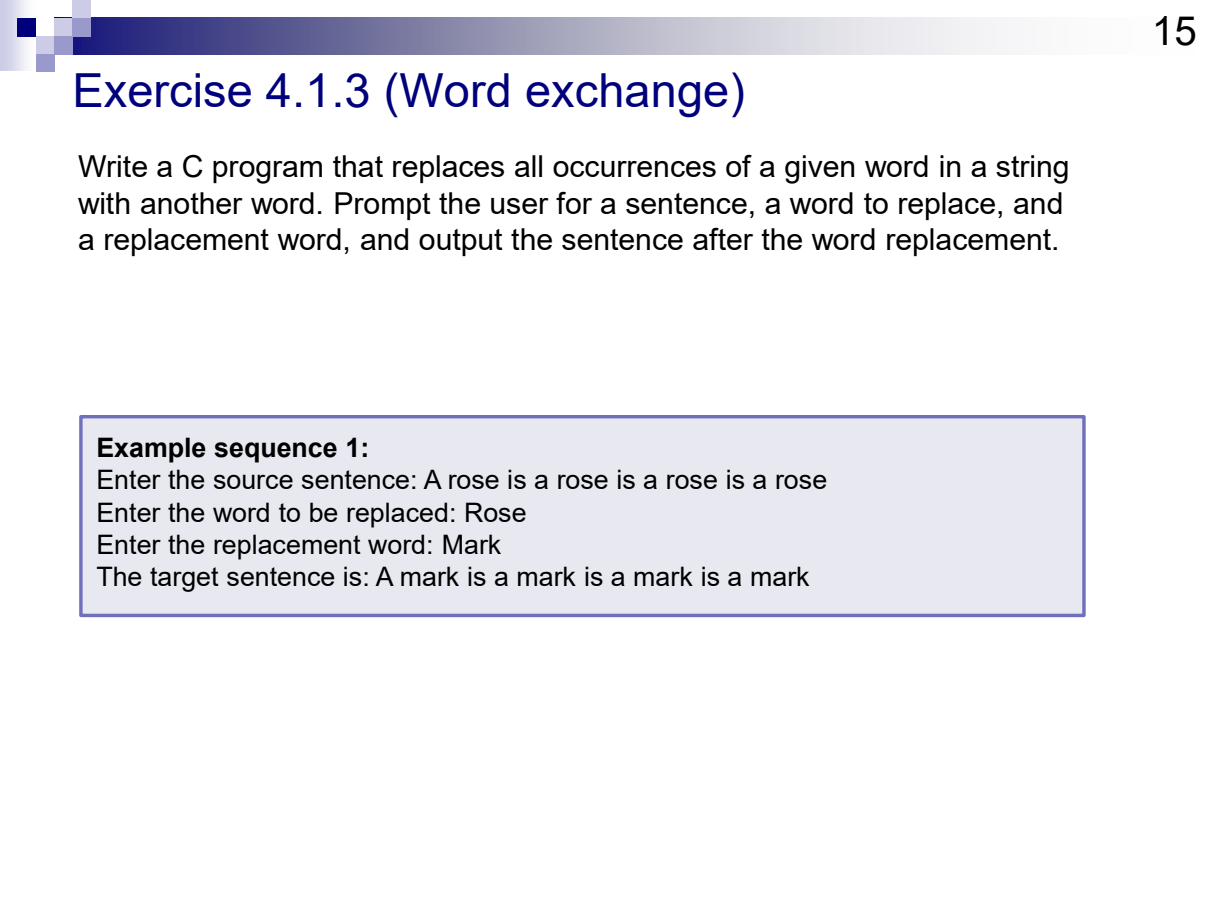 15
Exercise 4.1.3 (Word exchange)
Write a C program that replaces all occurrences of a given word in a string
with another word. Prompt the user for a sentence, a word to replace, and
a replacement word, and output the sentence after the word replacement.
Example sequence 1:
Enter the source sentence: A rose is a rose is a rose is a rose
Enter the word to be replaced: Rose
Enter the replacement word: Mark
The target sentence is: A mark is a mark is a mark is a mark